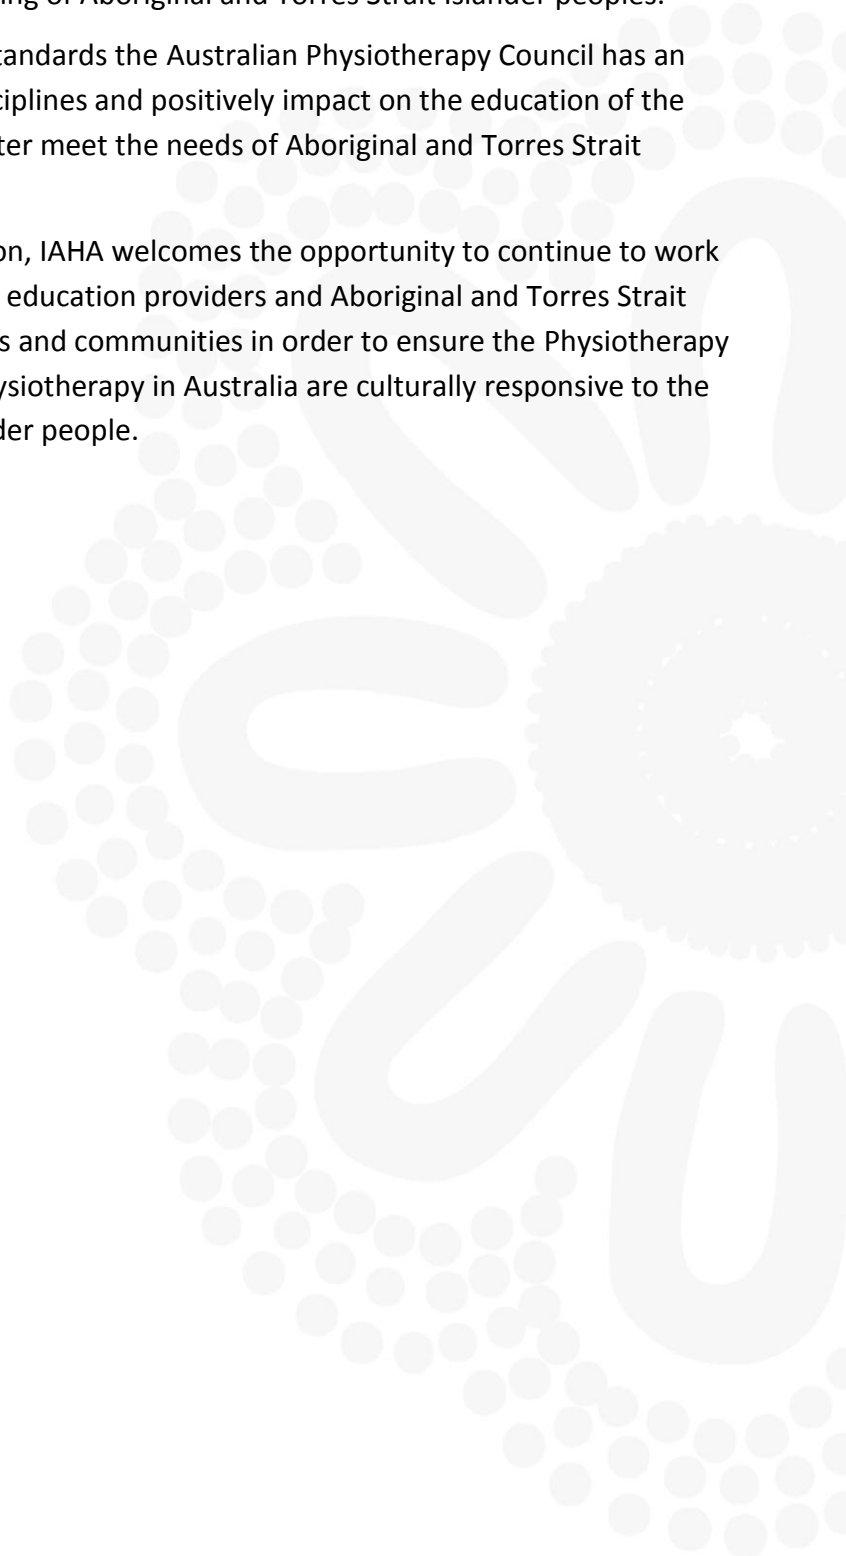 ing of Aboriginal and Torres Strait Islander peoples.
tandards the Australian Physiotherapy Council has an
ciplines and positively impact on the education of the
ter meet the needs of Aboriginal and Torres Strait
on, IAHA welcomes the opportunity to continue to work
education providers and Aboriginal and Torres Strait
s and communities in order to ensure the Physiotherapy
ysiotherapy in Australia are culturally responsive to the
der people.